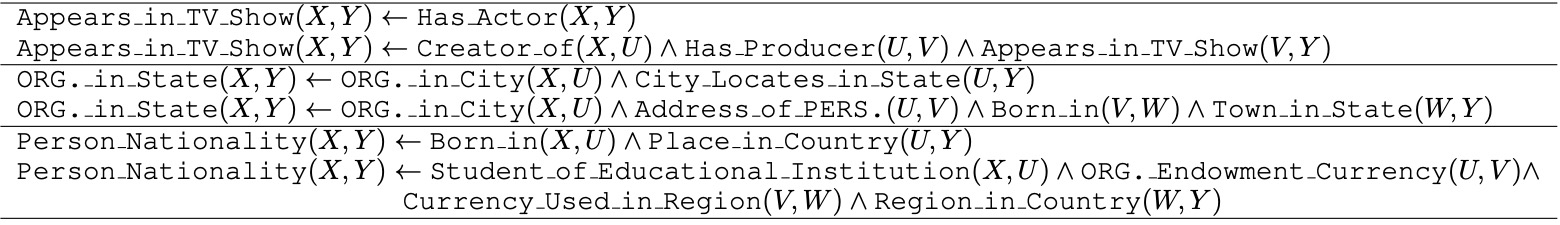 Appears_in_TV_Show(X, Y) ← Has_Actor(X, Y)
Appears_in_TV_Show(X, Y) ← Creator_of(X, U) ∧ Has_Producer(U, V) ∧ Appears_in_TV_Show(V, Y)
ORG._in_State(X, Y) ← ORG._in_City(X, U) ∧ City_Locates_in_State(U, Y)
ORG._in_State(X, Y) ← ORG._in_City(X, U) ∧ Address_of_PERS.(U, V) ∧ Born_in(V, W) ∧ Town_in_State(W, Y)
Person_Nationality(X, Y) ← Born_in(X, U) ∧ Place_in_Country(U, Y)
Person_Nationality(X, Y) ← Student_of_Educational_Institution(X, U) ∧ ORG._Endowment_Currency(U, V)∧
Currency_Used_in_Region(V, W) ∧ Region_in_Country(W, Y)